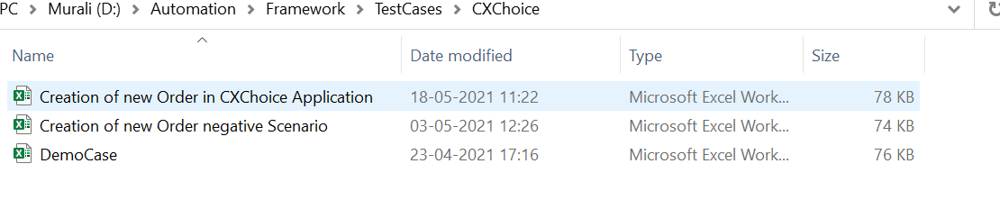 PC > Murali (D:) > Automation > Framework > TestCases > CXChoice
Name Date modified Type Size
Creation of new Order in CXChoice Application 18-05-2021 11:22 Microsoft Excel Work... 78 KB
Creation of new Order negative Scenario 03-05-2021 12:26 Microsoft Excel Work... 74 KB
DemoCase 23-04-2021 17:16 Microsoft Excel Work... 76 KB